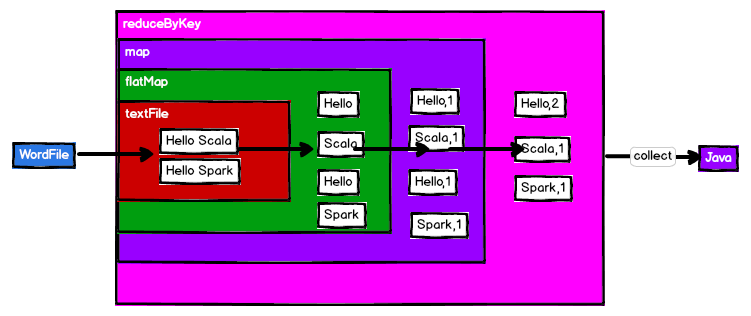 reduceByKey
map
flatMap
textFile
WordFile
Hello Scala
Hello Spark
Hello
Scala
Hello
Spark
Hello,1
Scala,1
Hello,1
Spark,1
Hello,2
Scala,1
Spark,1
collect
Java